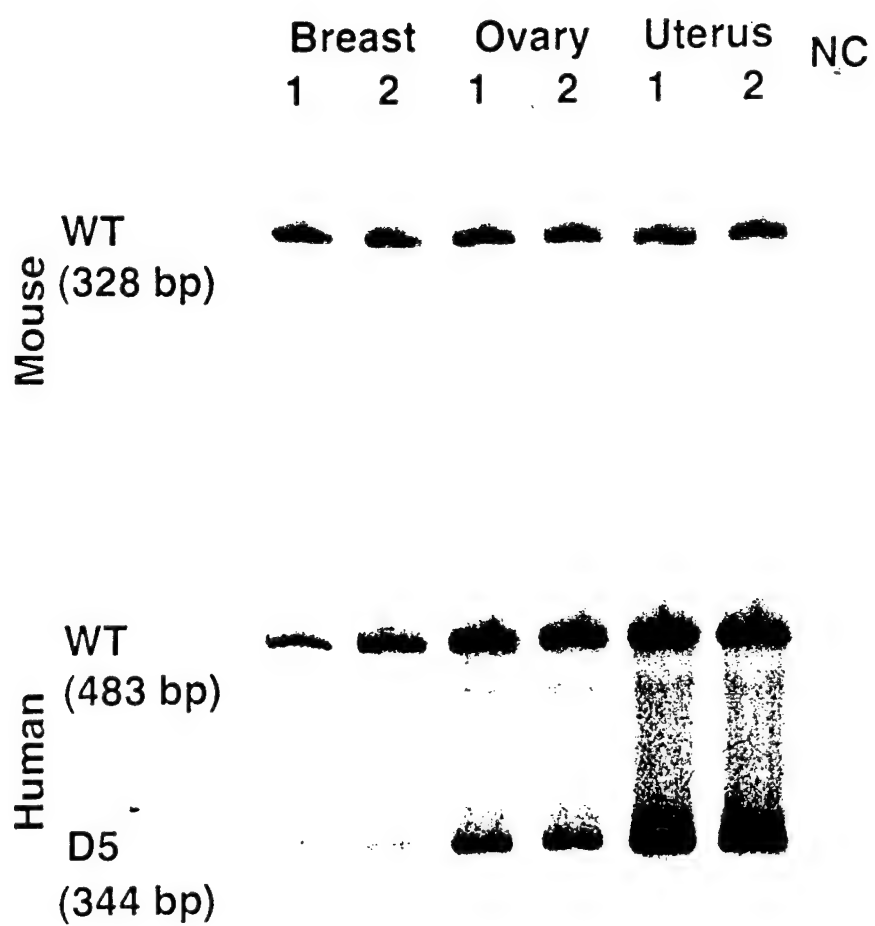 Breast Ovary Uterus NC
1 2 1 2 1 2
Mouse
WT
(328 bp)
Human
WT
(483 bp)
D5
(344 bp)